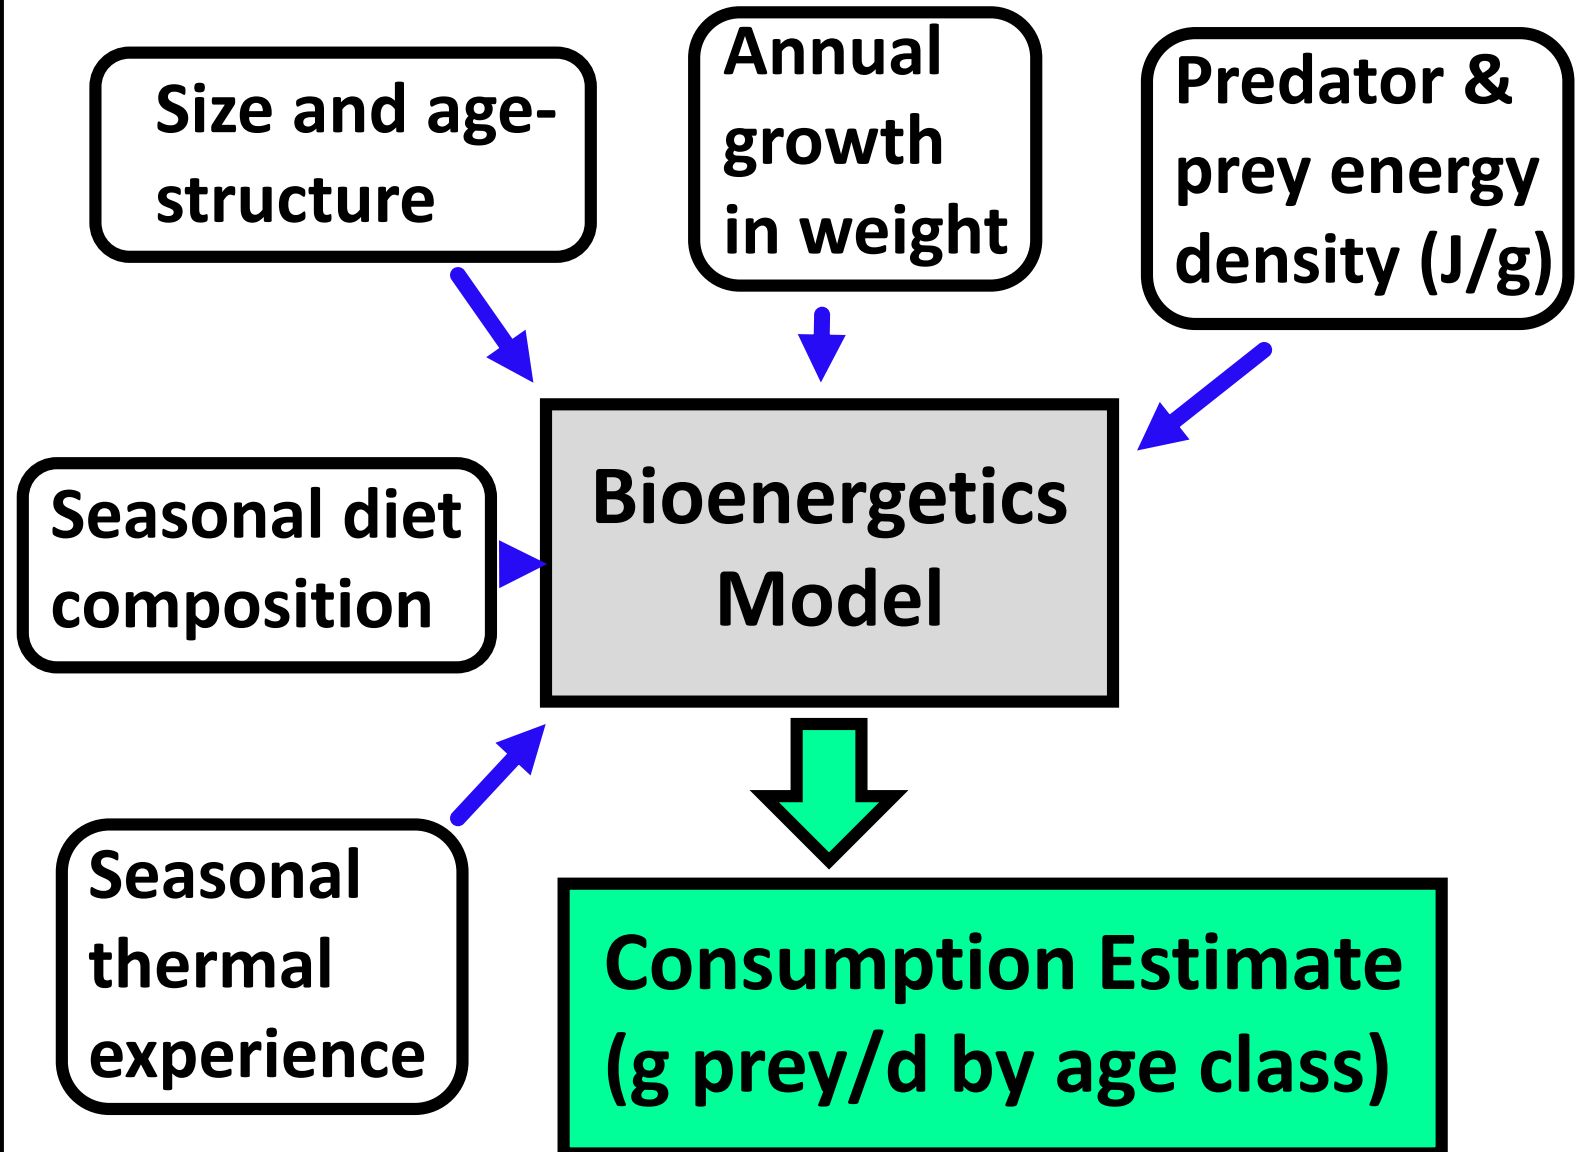 Size and age-
structure
Annual
growth
in weight
Predator &
prey energy
density (J/g)
Seasonal diet
composition
Bioenergetics
Model
Seasonal
thermal
experience
Consumption Estimate
(g prey/d by age class)